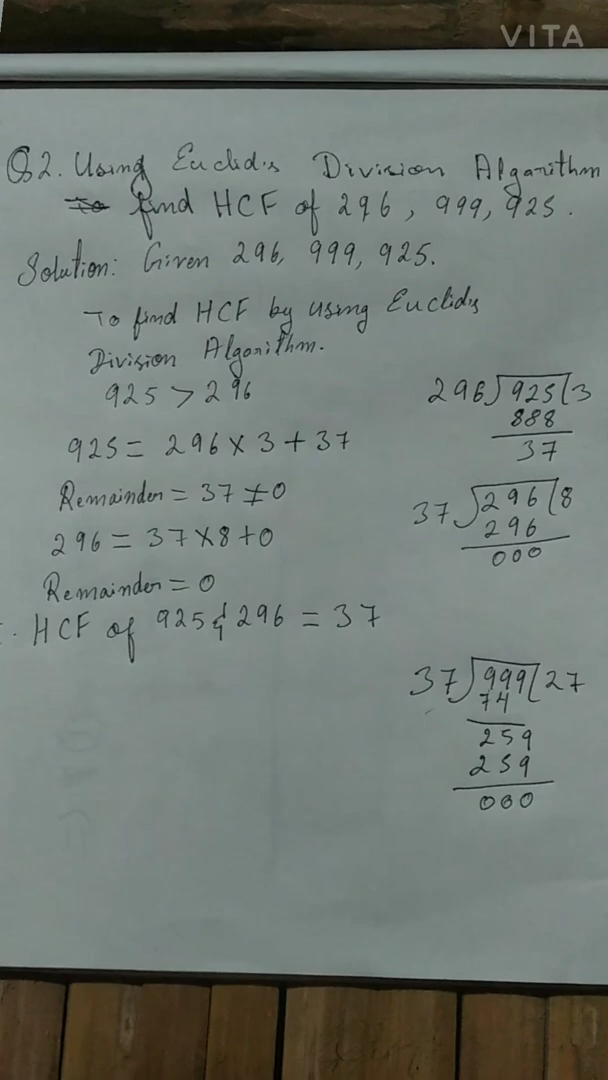 VITA
Q2. Using Euclid's Division Algorithm
To find HCF of 296, 999, 925.
Solution: Given 296, 999, 925.
To find HCF by using Euclid's
Division Algorithm.
925 > 296
925 = 296 × 3 + 37
Remainder = 37 ≠ 0
296 = 37 × 8 + 0
Remainder = 0
∴ HCF of 925 & 296 = 37
296)925(3
888
37
37)296(8
296
000
37)999(27
74
259
259
000